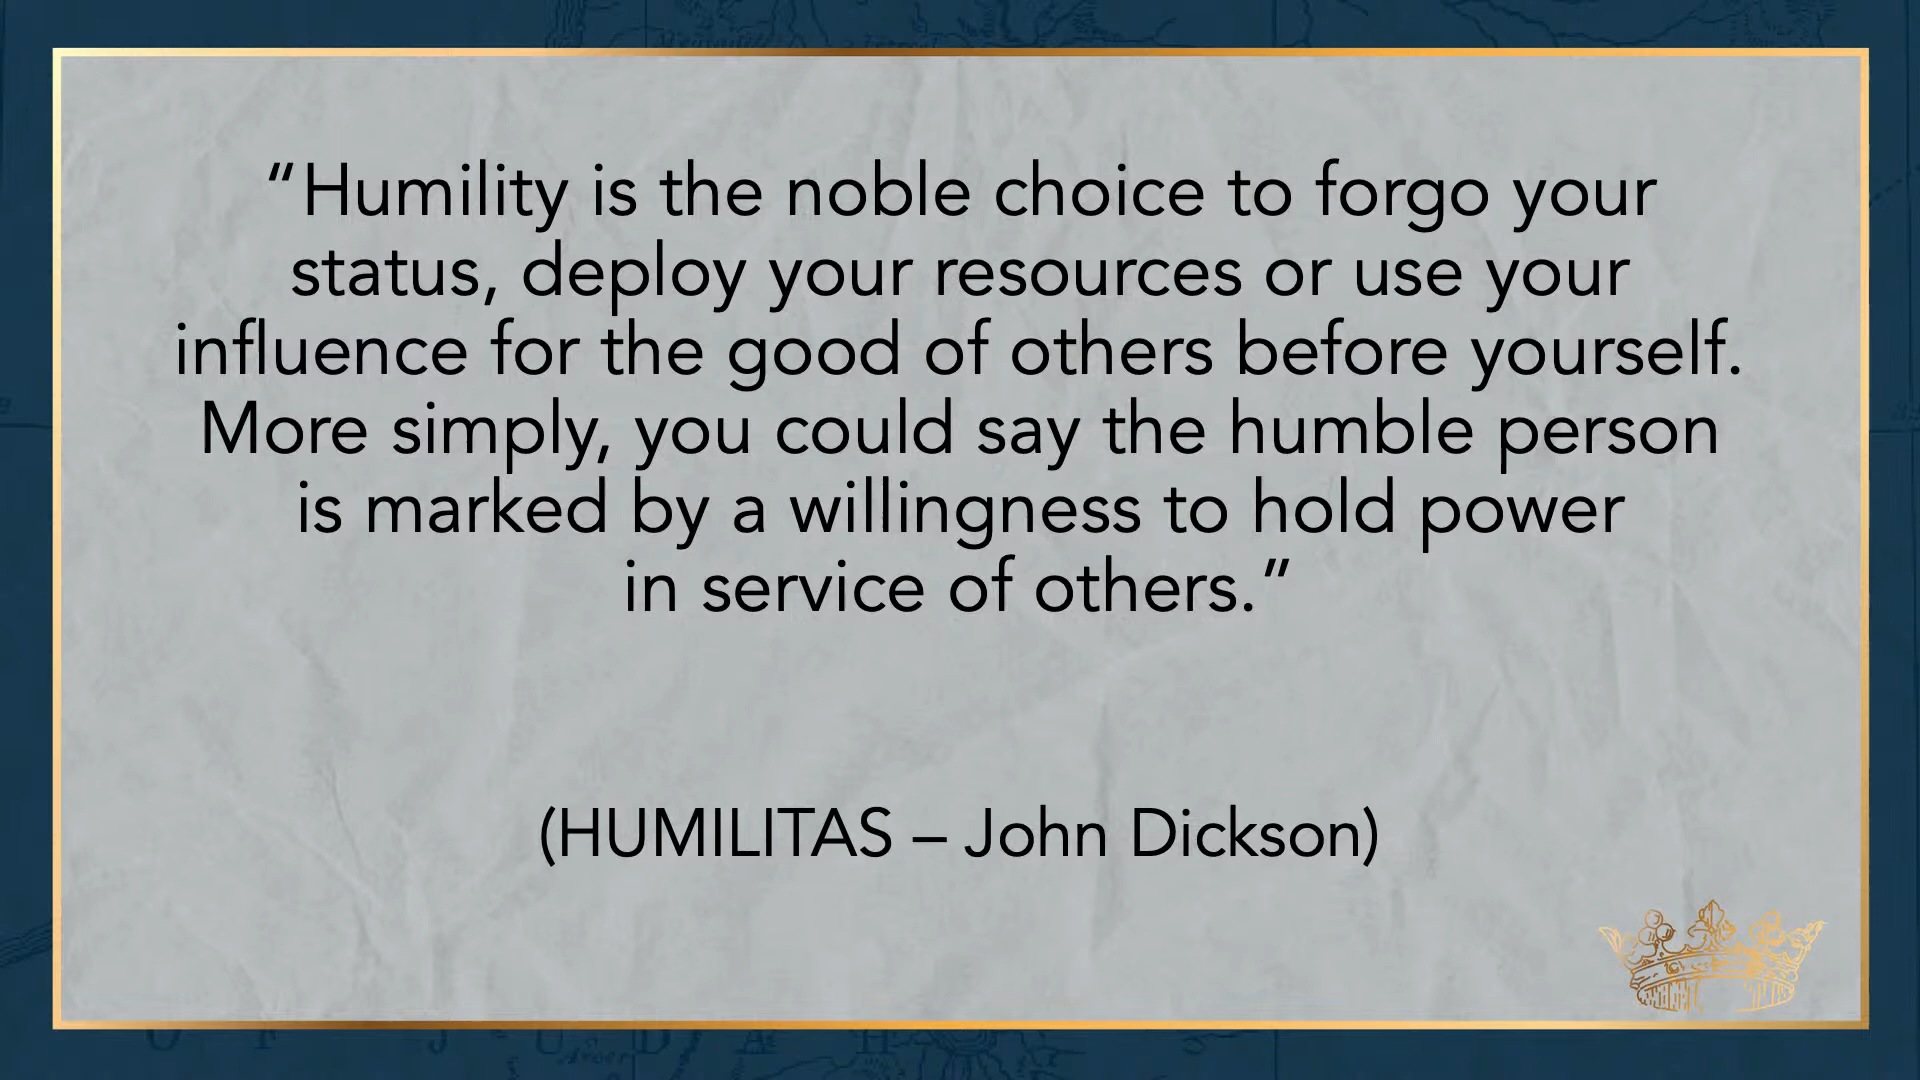 “Humility is the noble choice to forgo your
status, deploy your resources or use your
influence for the good of others before yourself.
More simply, you could say the humble person
is marked by a willingness to hold power
in service of others.”
(HUMILITAS – John Dickson)
OF JUDAH